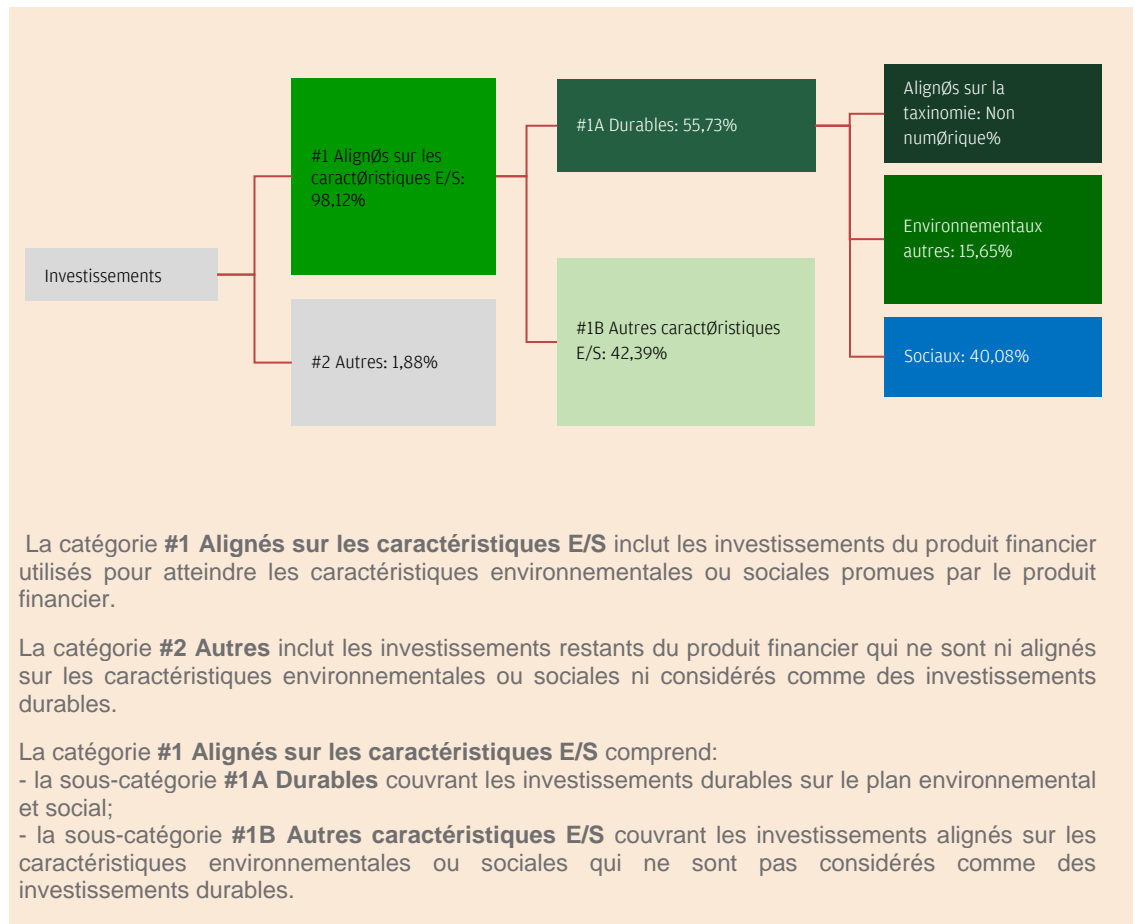 Investissements
#1 AlignØs sur les
caractØristiques E/S:
98,12%
#2 Autres: 1,88%
#1A Durables: 55,73%
#1B Autres caractØristiques
E/S: 42,39%
AlignØs sur la
taxinomie: Non
numØrique%
Environnementaux
autres: 15,65%
Sociaux: 40,08%
La catégorie #1 Alignés sur les caractéristiques E/S inclut les investissements du produit financier
utilisés pour atteindre les caractéristiques environnementales ou sociales promues par le produit
financier.
La catégorie #2 Autres inclut les investissements restants du produit financier qui ne sont ni alignés
sur les caractéristiques environnementales ou sociales ni considérés comme des investissements
durables.
La catégorie #1 Alignés sur les caractéristiques E/S comprend:
- la sous-catégorie #1A Durables couvrant les investissements durables sur le plan environnemental
et social;
- la sous-catégorie #1B Autres caractéristiques E/S couvrant les investissements alignés sur les
caractéristiques environnementales ou sociales qui ne sont pas considérés comme des
investissements durables.